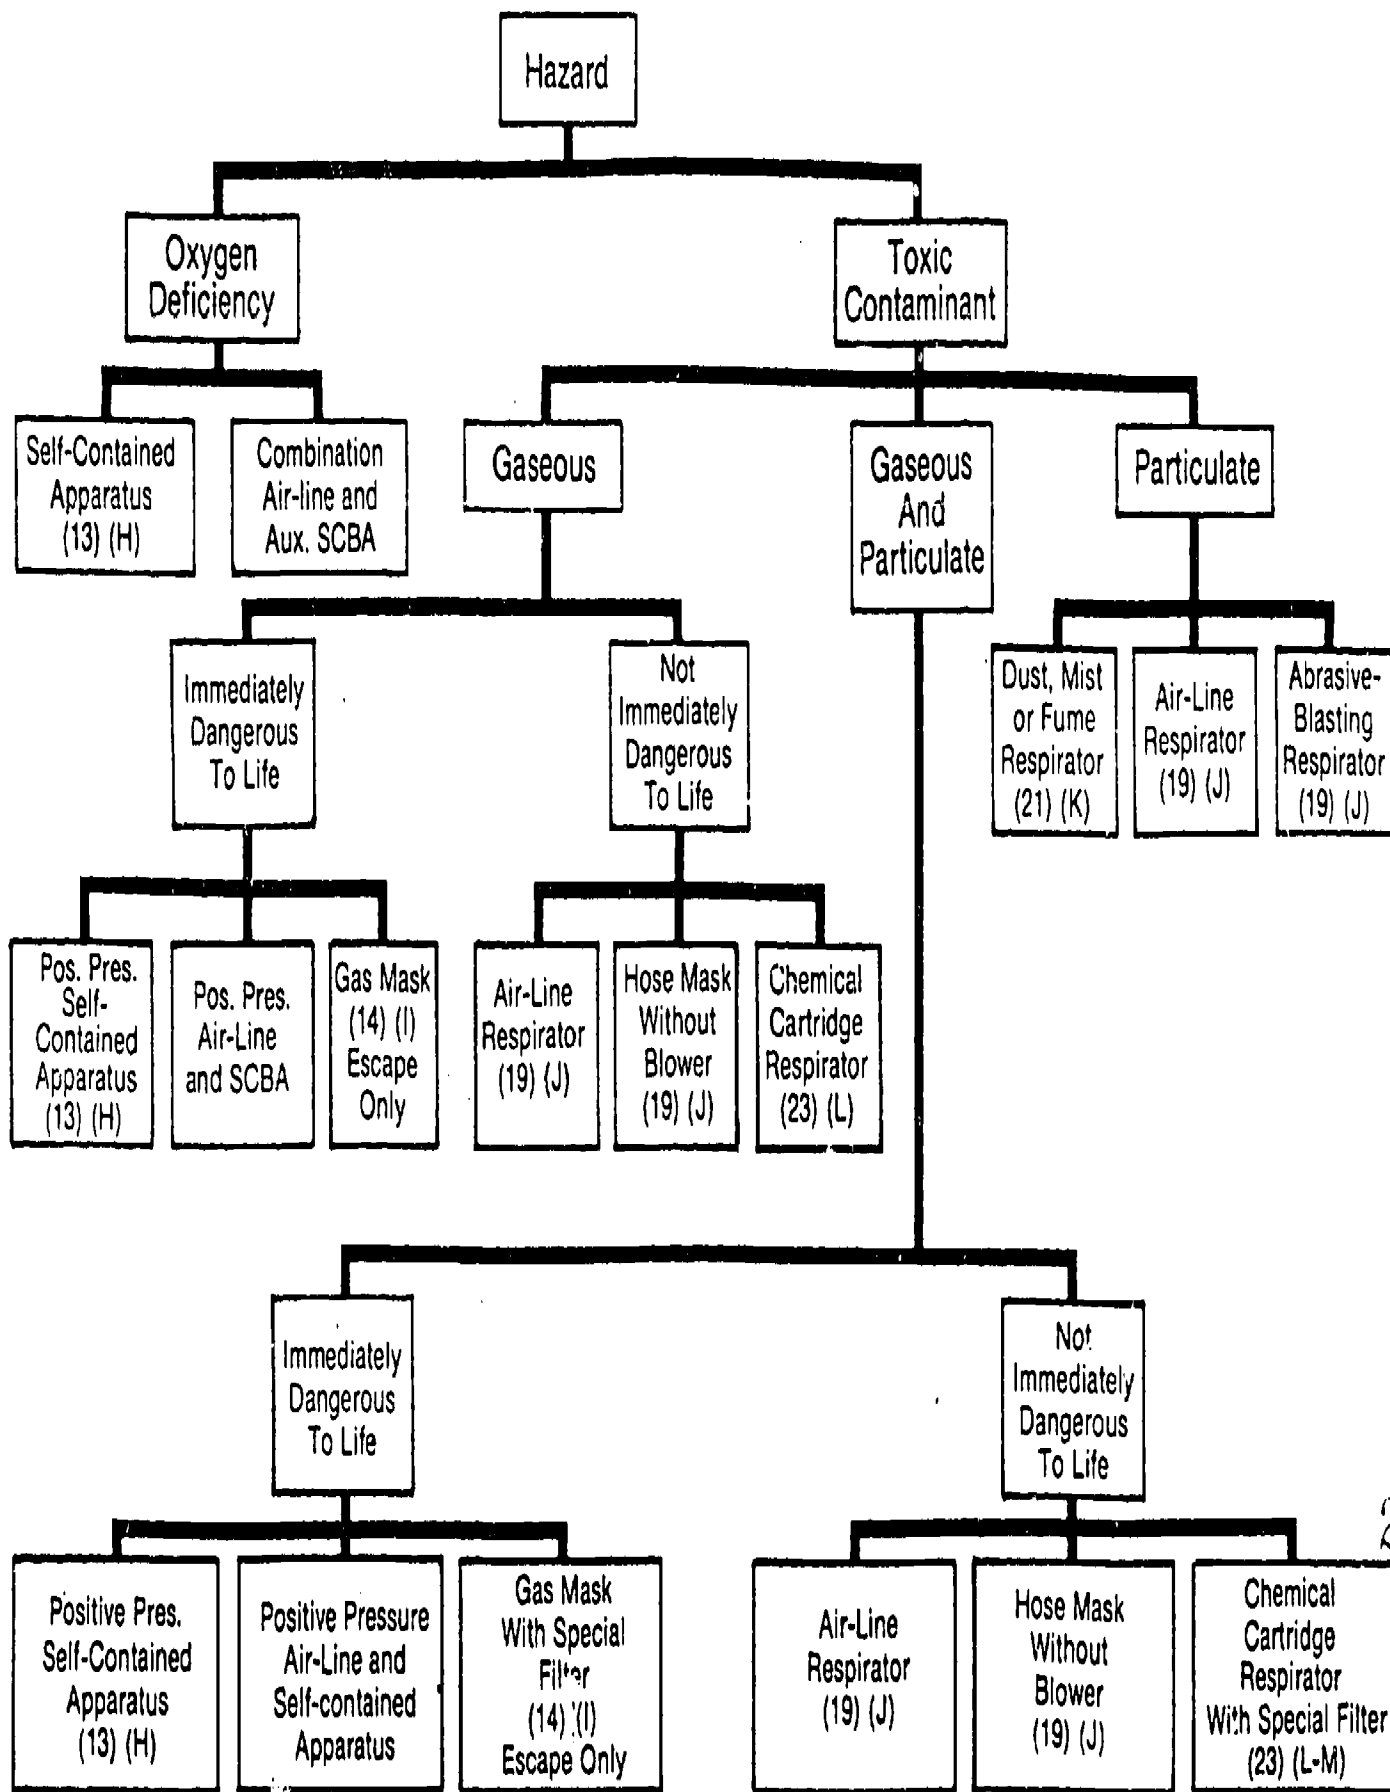 Hazard
Oxygen
Deficiency
Toxic
Contaminant
Self-Contained
Apparatus
(13) (H)
Combination
Air-line and
Aux. SCBA
Gaseous
Gaseous
And
Particulate
Particulate
Immediately
Dangerous
To Life
Not
Immediately
Dangerous
To Life
Dust, Mist
or Fume
Respirator
(21) (K)
Air-Line
Respirator
(19) (J)
Abrasive-
Blasting
Respirator
(19) (J)
Pos. Pres.
Self-
Contained
Apparatus
(13) (H)
Pos. Pres.
Air-Line
and SCBA
Gas Mask
(14) (I)
Escape
Only
Air-Line
Respirator
(19) (J)
Hose Mask
Without
Blower
(19) (J)
Chemical
Cartridge
Respirator
(23) (L)
Immediately
Dangerous
To Life
Not
Immediately
Dangerous
To Life
Positive Pres.
Self-Contained
Apparatus
(13) (H)
Positive Pressure
Air-Line and
Self-contained
Apparatus
Gas Mask
With Special
Filter
(14) (I)
Escape Only
Air-Line
Respirator
(19) (J)
Hose Mask
Without
Blower
(19) (J)
Chemical
Cartridge
Respirator
With Special Filter
(23) (L-M)